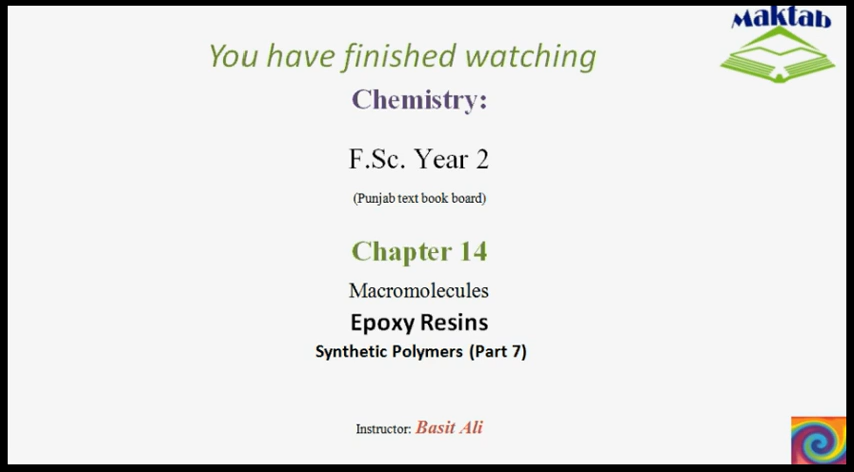 Maktab
You have finished watching
Chemistry:
F.Sc. Year 2
(Punjab text book board)
Chapter 14
Macromolecules
Epoxy Resins
Synthetic Polymers (Part 7)
Instructor: Basit Ali